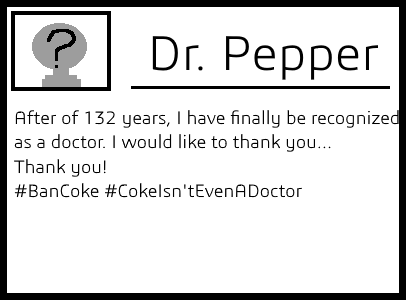 ?
Dr. Pepper
After of 132 years, I have finally be recognized
as a doctor. I would like to thank you...
Thank you!
#BanCoke #CokeIsn'tEvenADoctor